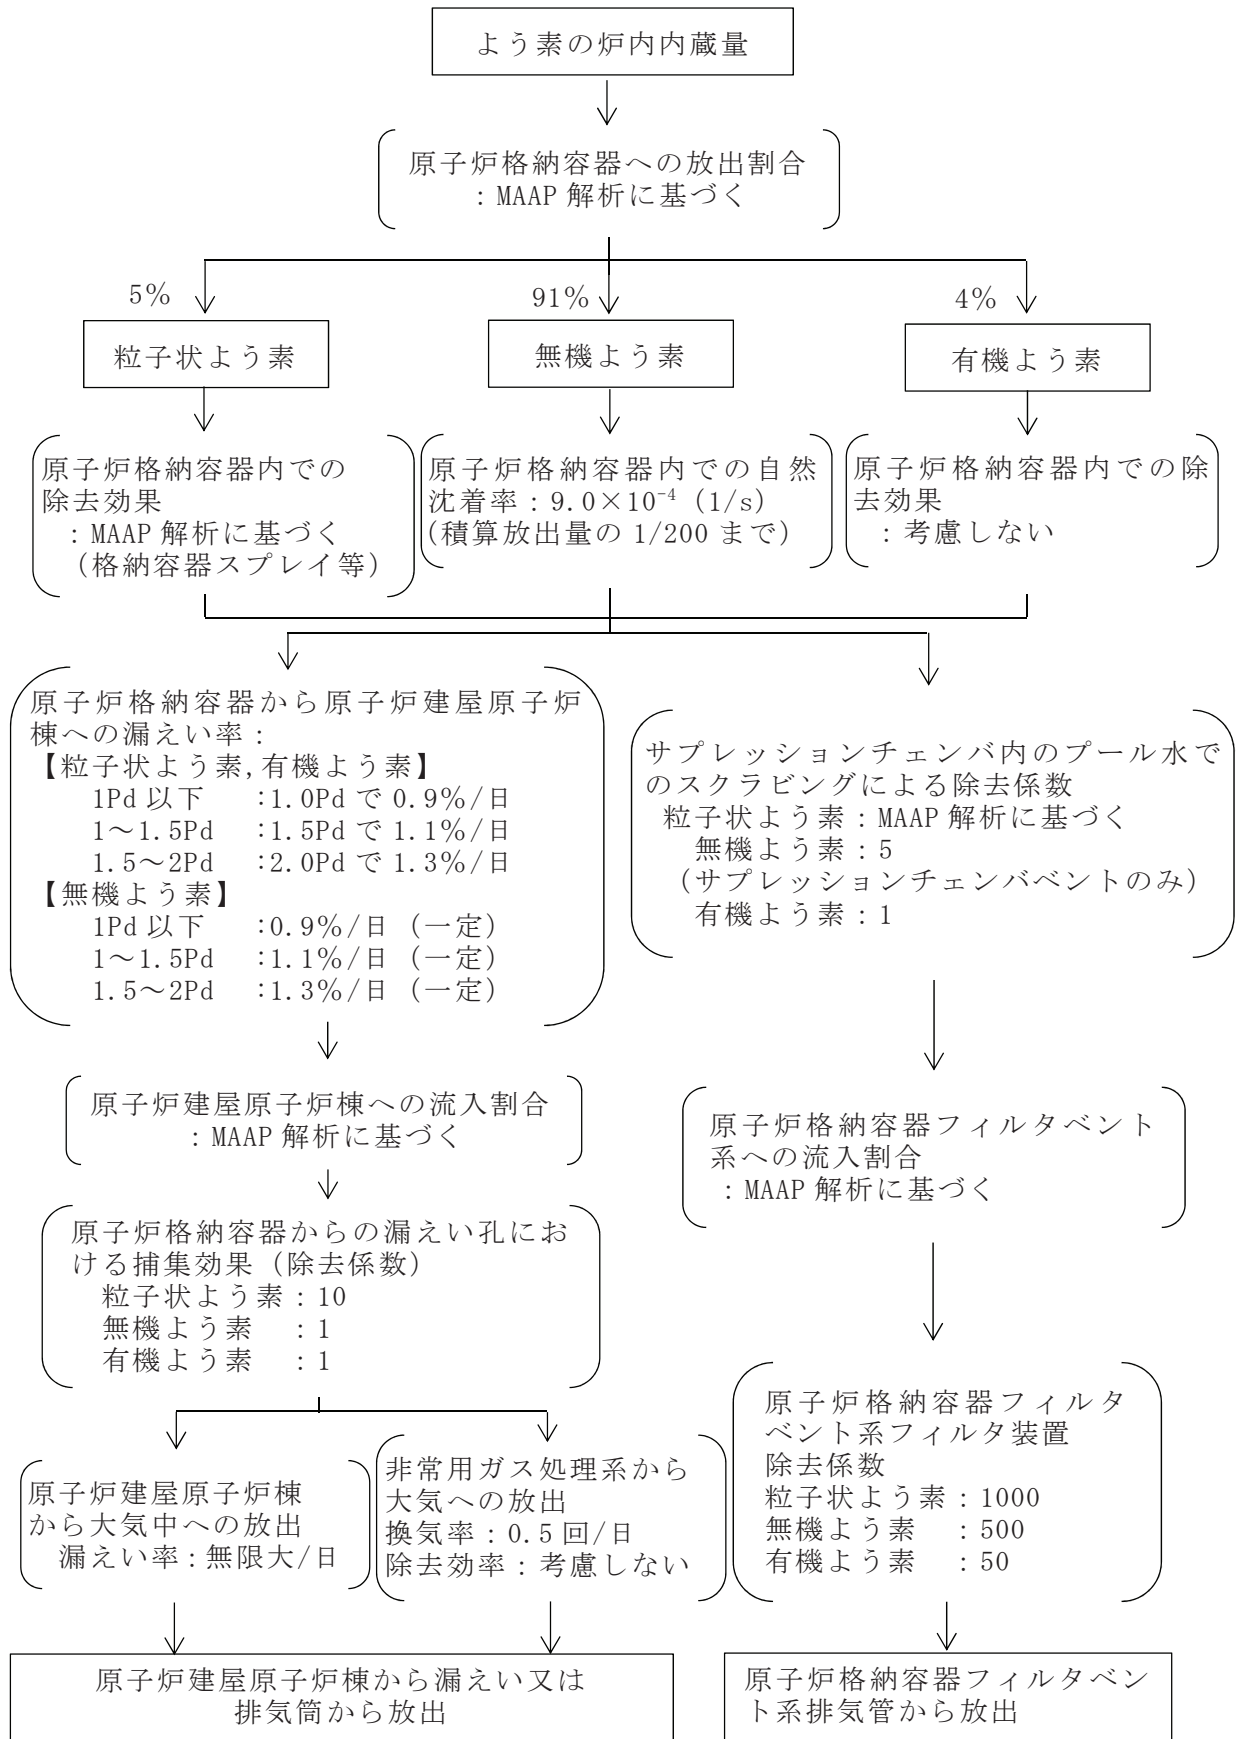 よう素の炉内内蔵量
原子炉格納容器への放出割合
：MAAP 解析に基づく
5%
91%
4%
粒子状よう素
無機よう素
有機よう素
原子炉格納容器内での
除去効果
：MAAP 解析に基づく
（格納容器スプレイ等）
原子炉格納容器内での自然
沈着率：9.0×10⁻⁴（1/s）
（積算放出量の 1/200 まで）
原子炉格納容器内での除
去効果
：考慮しない
原子炉格納容器から原子炉建屋原子炉
棟への漏えい率：
【粒子状よう素,有機よう素】
1Pd 以下 :1.0Pd で 0.9%/日
1～1.5Pd :1.5Pd で 1.1%/日
1.5～2Pd :2.0Pd で 1.3%/日
【無機よう素】
1Pd 以下 :0.9%/日（一定）
1～1.5Pd :1.1%/日（一定）
1.5～2Pd :1.3%/日（一定）
サプレッションチェンバ内のプール水で
のスクラビングによる除去係数
粒子状よう素：MAAP 解析に基づく
無機よう素：5
（サプレッションチェンバベントのみ）
有機よう素：1
原子炉建屋原子炉棟への流入割合
：MAAP 解析に基づく
原子炉格納容器フィルタベント
系への流入割合
：MAAP 解析に基づく
原子炉格納容器からの漏えい孔にお
ける捕集効果（除去係数）
粒子状よう素：10
無機よう素 ：1
有機よう素 ：1
原子炉格納容器フィルタ
ベント系フィルタ装置
除去係数
粒子状よう素：1000
無機よう素 ：500
有機よう素 ：50
原子炉建屋原子炉棟
から大気中への放出
漏えい率：無限大/日
非常用ガス処理系から
大気への放出
換気率：0.5 回/日
除去効率：考慮しない
原子炉建屋原子炉棟から漏えい又は
排気筒から放出
原子炉格納容器フィルタベン
ト系排気管から放出